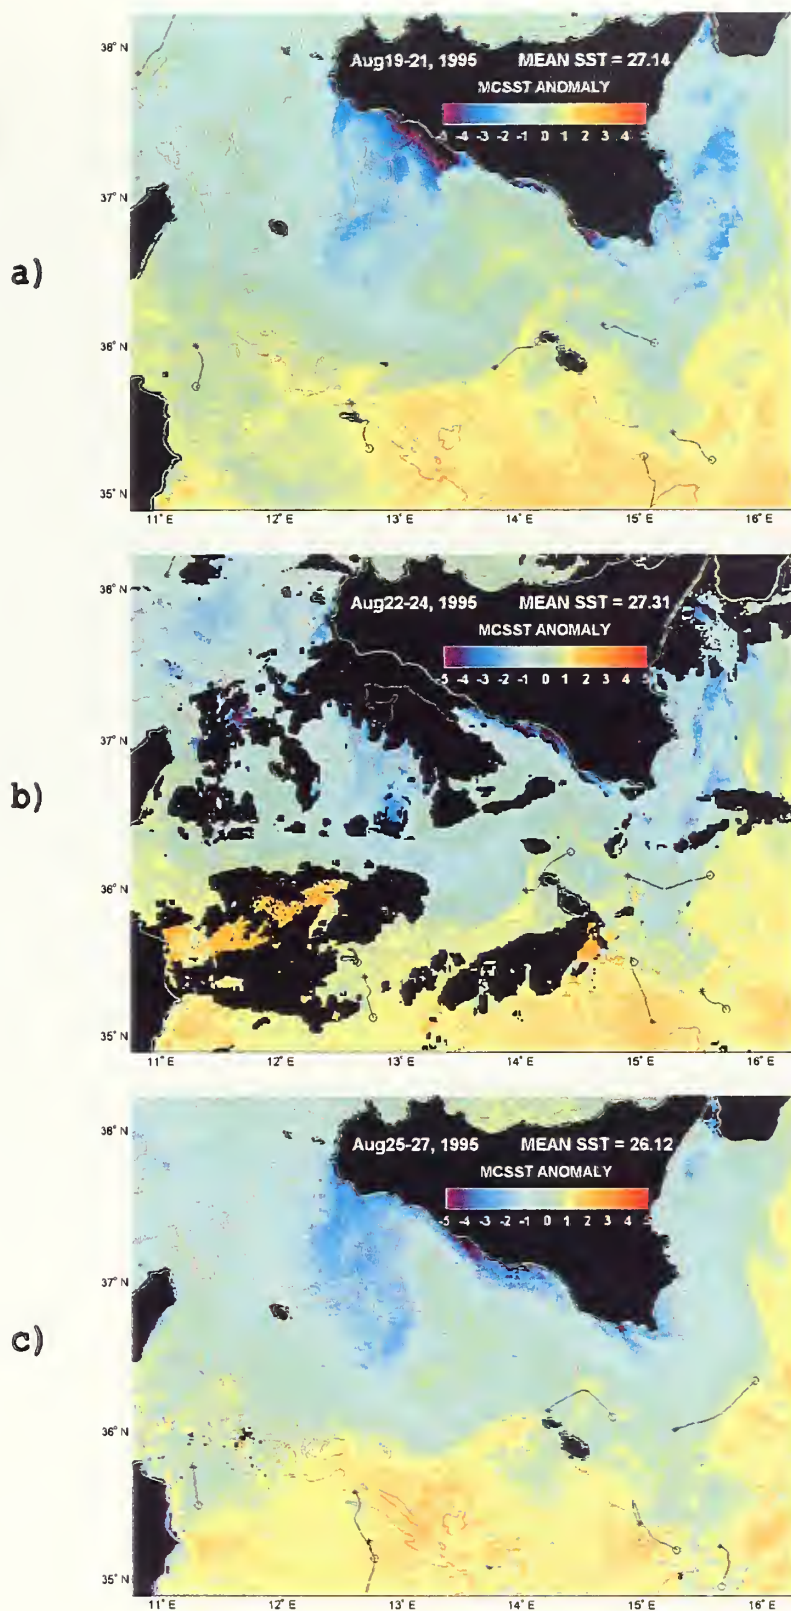 a)
Aug19-21, 1995 MEAN SST = 27.14
MCSST ANOMALY
-5 -4 -3 -2 -1 0 1 2 3 4 5
38° N
37° N
36° N
35° N
11° E 12° E 13° E 14° E 15° E 16° E
b)
Aug22-24, 1995 MEAN SST = 27.31
MCSST ANOMALY
-5 -4 -3 -2 -1 0 1 2 3 4 5
38° N
37° N
36° N
35° N
11° E 12° E 13° E 14° E 15° E 16° E
c)
Aug25-27, 1995 MEAN SST = 26.12
MCSST ANOMALY
-5 -4 -3 -2 -1 0 1 2 3 4 5
38° N
37° N
36° N
35° N
11° E 12° E 13° E 14° E 15° E 16° E